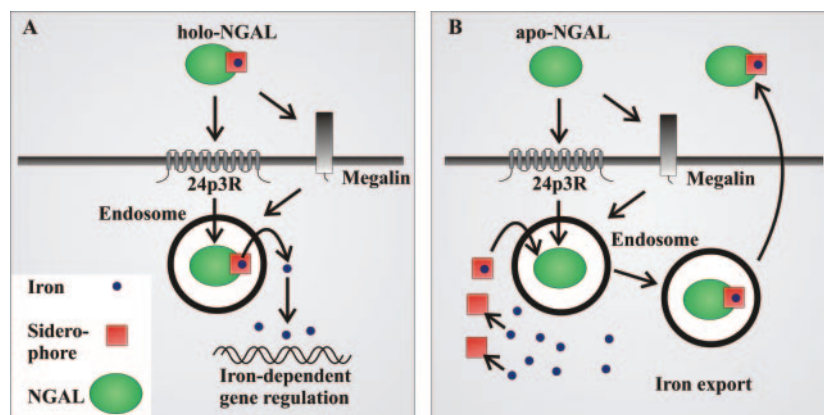 A
holo-NGAL
24p3R
Megalin
Endosome
Iron
Sidero-
phore
NGAL
Iron-dependent
gene regulation
B
apo-NGAL
24p3R
Megalin
Endosome
Iron export